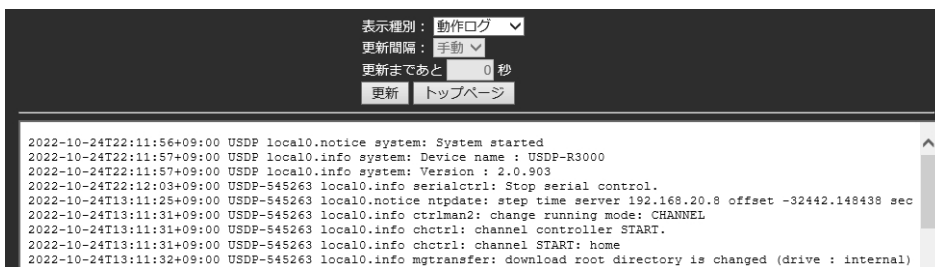 表示種別： 動作ログ
更新間隔： 手動
更新まであと 0 秒
更新 トップページ
2022-10-24T22:11:56+09:00 USDP local0.notice system: System started
2022-10-24T22:11:57+09:00 USDP local0.info system: Device name : USDP-R3000
2022-10-24T22:11:57+09:00 USDP local0.info system: Version : 2.0.903
2022-10-24T22:12:03+09:00 USDP-545263 local0.info serialctrl: Stop serial control.
2022-10-24T13:11:25+09:00 USDP-545263 local0.notice ntpdate: step time server 192.168.20.8 offset -32442.148438 sec
2022-10-24T13:11:31+09:00 USDP-545263 local0.info ctrlman2: change running mode: CHANNEL
2022-10-24T13:11:31+09:00 USDP-545263 local0.info chctrl: channel controller START.
2022-10-24T13:11:31+09:00 USDP-545263 local0.info chctrl: channel START: home
2022-10-24T13:11:32+09:00 USDP-545263 local0.info mgtransfer: download root directory is changed (drive : internal)